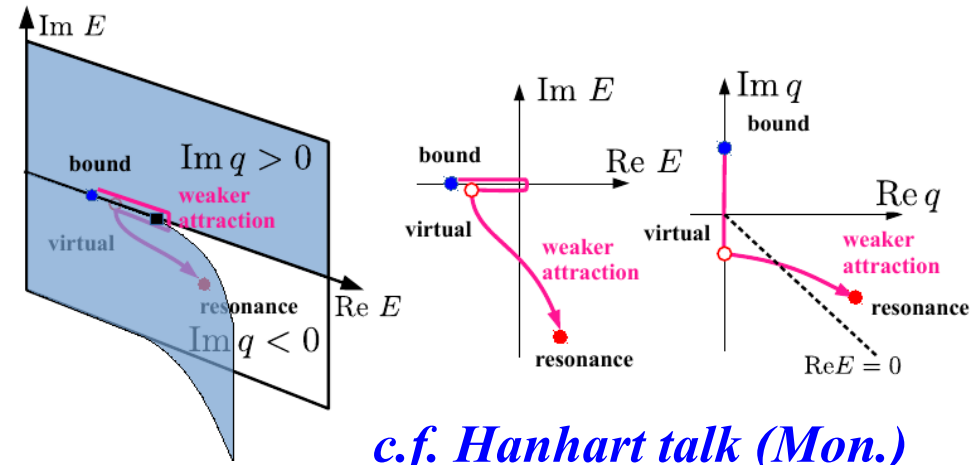 Im E
bound
Im q > 0
weaker
attraction
virtual
resonance
Re E
Im q < 0
Im E
bound
Re E
virtual
weaker
attraction
resonance
Im q
bound
Re q
virtual
weaker
attraction
resonance
ReE = 0
c.f. Hanhart talk (Mon.)